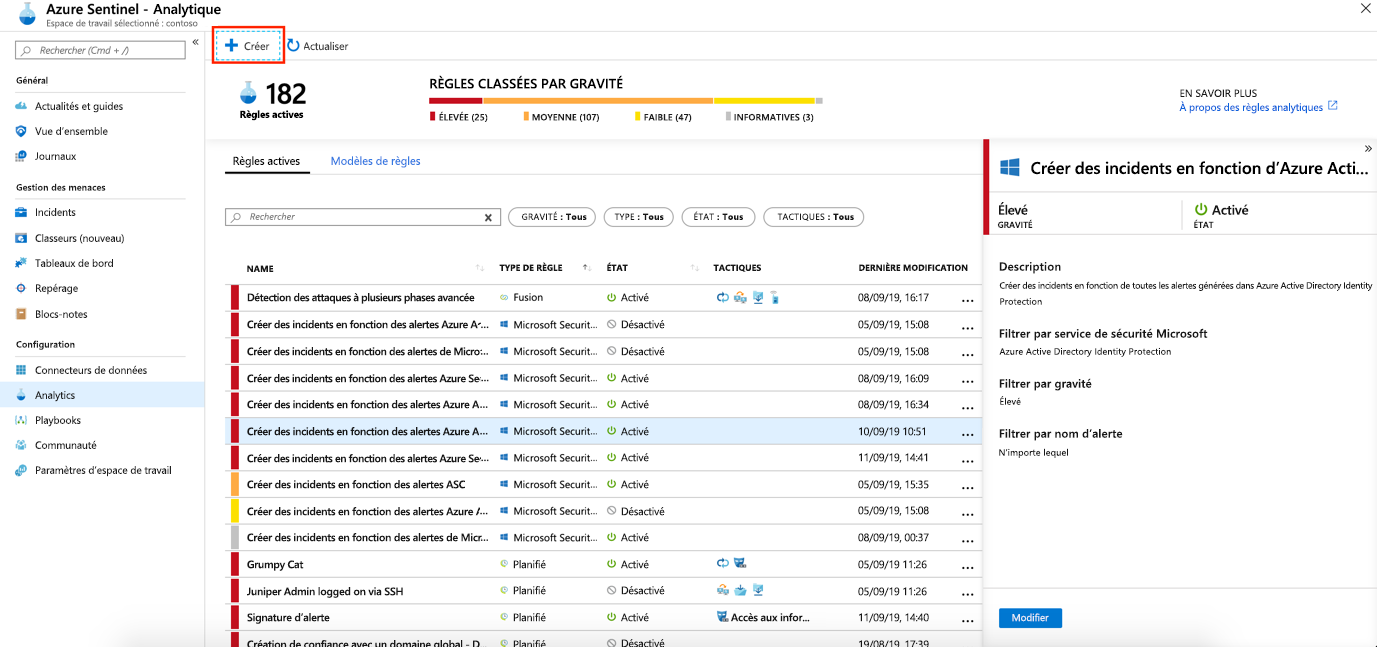 Azure Sentinel - Analytique
Espace de travail sélectionné : contoso
Rechercher (Cmd + /)
Général
Actualités et guides
Vue d'ensemble
Journaux
Gestion des menaces
Incidents
Classeurs (nouveau)
Tableaux de bord
Repérage
Blocs-notes
Configuration
Connecteurs de données
Analytics
Playbooks
Communauté
Paramètres d'espace de travail
Créer
Actualiser
182
Règles actives
RÈGLES CLASSÉES PAR GRAVITÉ
ÉLEVÉE (25) MOYENNE (107) FAIBLE (47) INFORMATIVES (3)
EN SAVOIR PLUS
À propos des règles analytiques
Règles actives Modèles de règles
Rechercher
GRAVITÉ : Tous TYPE : Tous ÉTAT : Tous TACTIQUES : Tous
NAME TYPE DE RÈGLE ÉTAT TACTIQUES DERNIÈRE MODIFICATION
Détection des attaques à plusieurs phases avancée Fusion Activé 08/09/19, 16:17 ...
Créer des incidents en fonction des alertes Azure A... Microsoft Securit... Désactivé 05/09/19, 15:08 ...
Créer des incidents en fonction des alertes de Micro... Microsoft Securit... Désactivé 05/09/19, 15:08 ...
Créer des incidents en fonction des alertes Azure Se... Microsoft Securit... Activé 08/09/19, 16:09 ...
Créer des incidents en fonction des alertes Azure A... Microsoft Securit... Activé 08/09/19, 16:34 ...
Créer des incidents en fonction des alertes Azure A... Microsoft Securit... Activé 10/09/19 10:51 ...
Créer des incidents en fonction des alertes Azure Se... Microsoft Securit... Activé 11/09/19, 14:41 ...
Créer des incidents en fonction des alertes ASC Microsoft Securit... Activé 05/09/19, 15:35 ...
Créer des incidents en fonction des alertes Azure A... Microsoft Securit... Désactivé 05/09/19, 15:08 ...
Créer des incidents en fonction des alertes de Micr... Microsoft Securit... Activé 08/09/19, 00:37 ...
Grumpy Cat Planifié Activé 05/09/19 11:26 ...
Juniper Admin logged on via SSH Planifié Désactivé 05/09/19 11:26 ...
Signature d'alerte Planifié Activé Accès aux infor... 11/09/19, 14:40 ...
Création de confiance avec un domaine global - D... Planifié Désactivé 19/08/19, 17:39 ...
Créer des incidents en fonction d'Azure Acti...
Élevé
GRAVITÉ
Activé
ÉTAT
Description
Créer des incidents en fonction de toutes les alertes générées dans Azure Active Directory Identity
Protection
Filtrer par service de sécurité Microsoft
Azure Active Directory Identity Protection
Filtrer par gravité
Élevé
Filtrer par nom d'alerte
N'importe lequel
Modifier